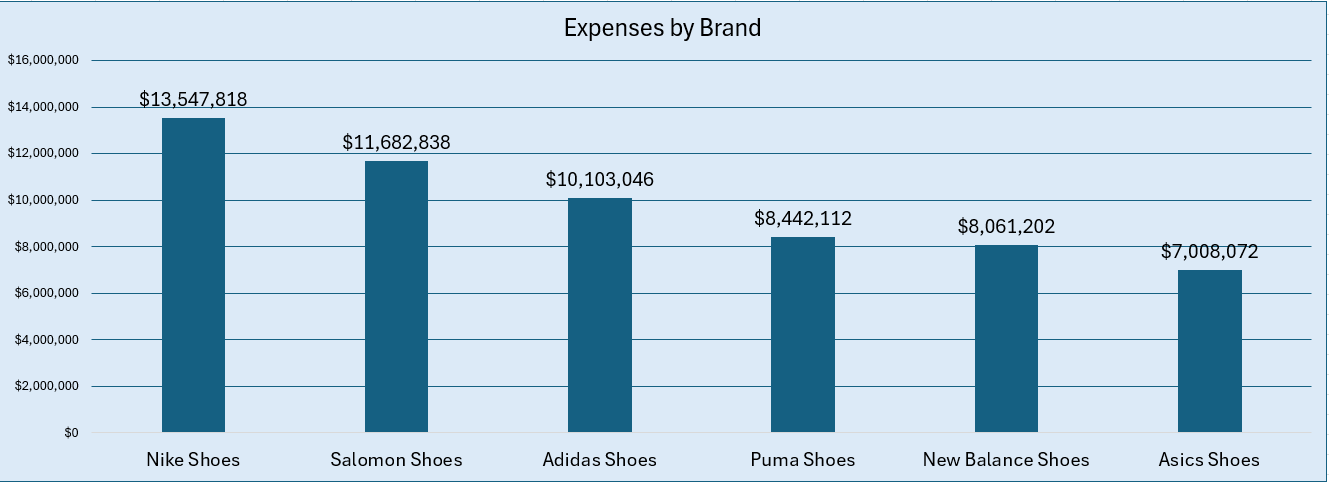 Expenses by Brand
$16,000,000
$14,000,000
$12,000,000
$10,000,000
$8,000,000
$6,000,000
$4,000,000
$2,000,000
$0
$13,547,818
$11,682,838
$10,103,046
$8,442,112
$8,061,202
$7,008,072
Nike Shoes
Salomon Shoes
Adidas Shoes
Puma Shoes
New Balance Shoes
Asics Shoes